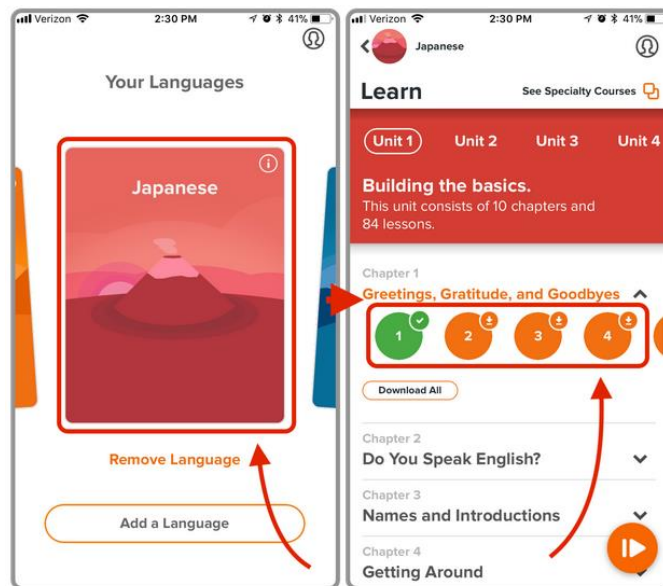 Verizon 2:30 PM 41%
Your Languages
Japanese
Remove Language
Add a Language
Verizon 2:30 PM 41%
Japanese
Learn See Specialty Courses
Unit 1 Unit 2 Unit 3 Unit 4
Building the basics.
This unit consists of 10 chapters and
84 lessons.
Chapter 1
Greetings, Gratitude, and Goodbyes
1 2 3 4
Download All
Chapter 2
Do You Speak English?
Chapter 3
Names and Introductions
Chapter 4
Getting Around